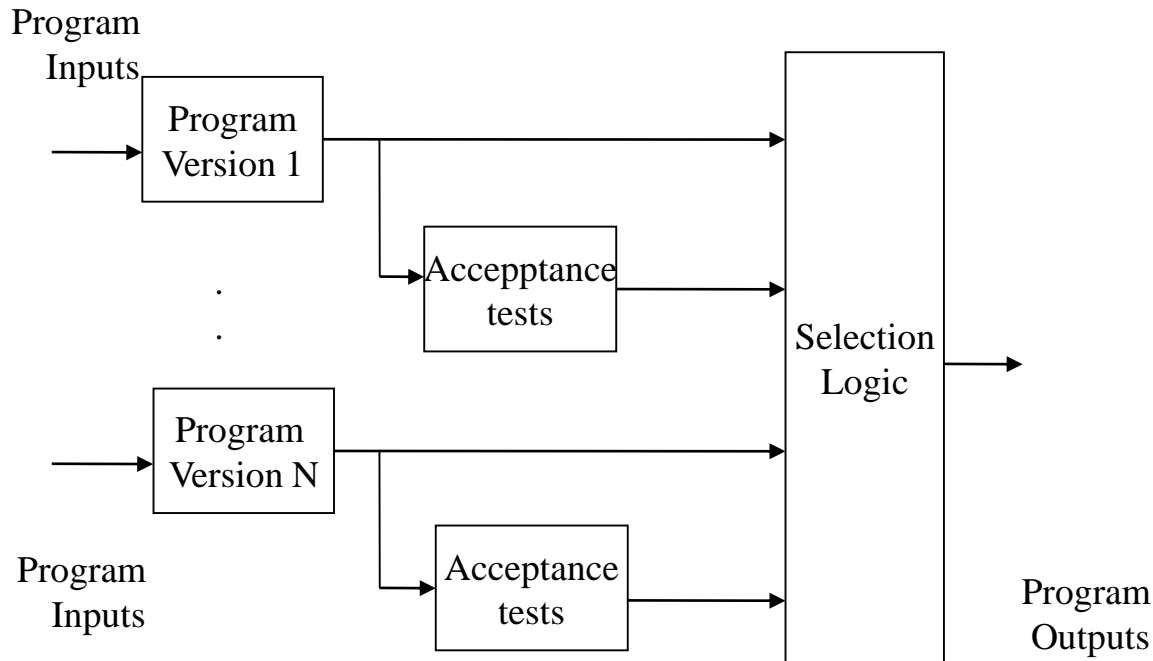 Program
Inputs
Program
Version 1
Accepptance
tests
.
.
Selection
Logic
Program
Version N
Program
Inputs
Acceptance
tests
Program
Outputs